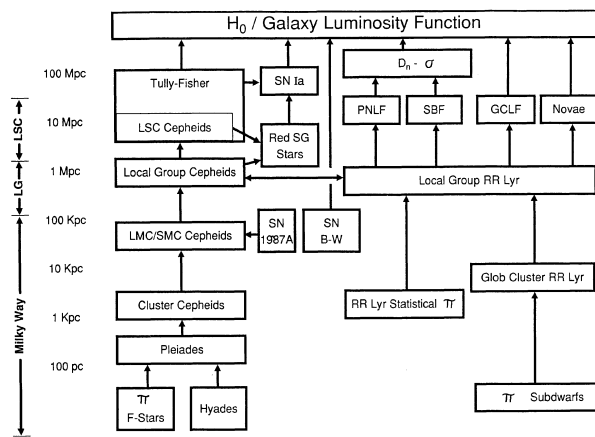 H0 / Galaxy Luminosity Function
100 Mpc
Tully-Fisher
SN Ia
Dn - σ
LSC
10 Mpc
LSC Cepheids
Red SG
Stars
PNLF
SBF
GCLF
Novae
LG
1 Mpc
Local Group Cepheids
Local Group RR Lyr
100 Kpc
LMC/SMC Cepheids
SN
1987A
SN
B-W
Milky Way
10 Kpc
Glob Cluster RR Lyr
Cluster Cepheids
RR Lyr Statistical π
1 Kpc
Pleiades
100 pc
π
F-Stars
Hyades
π Subdwarfs